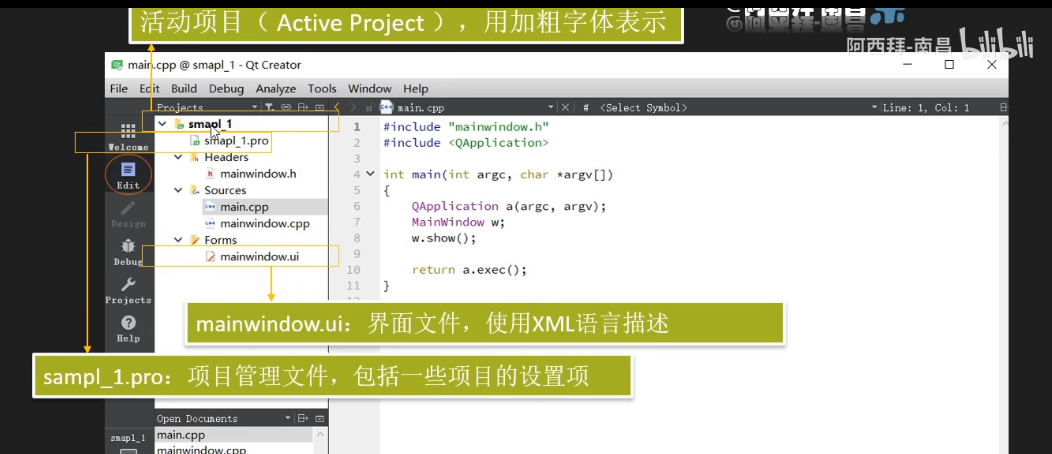 活动项目（ Active Project ），用加粗字体表示
阿西拜-南昌
bilibili
main.cpp @ smapl_1 - Qt Creator
File Edit Build Debug Analyze Tools Window Help
Projects
main.cpp
# <Select Symbol>
Line: 1, Col: 1
Welcome
Edit
Design
Debug
Projects
Help
smapl_1
smapl_1.pro
Headers
mainwindow.h
Sources
main.cpp
mainwindow.cpp
Forms
mainwindow.ui
1 #include "mainwindow.h"
2 #include <QApplication>
3
4 int main(int argc, char *argv[])
5 {
6 QApplication a(argc, argv);
7 MainWindow w;
8 w.show();
9
10 return a.exec();
11 }
mainwindow.ui：界面文件，使用XML语言描述
sampl_1.pro：项目管理文件，包括一些项目的设置项
Open Documents
smapl_1
main.cpp
mainwindow.cpp